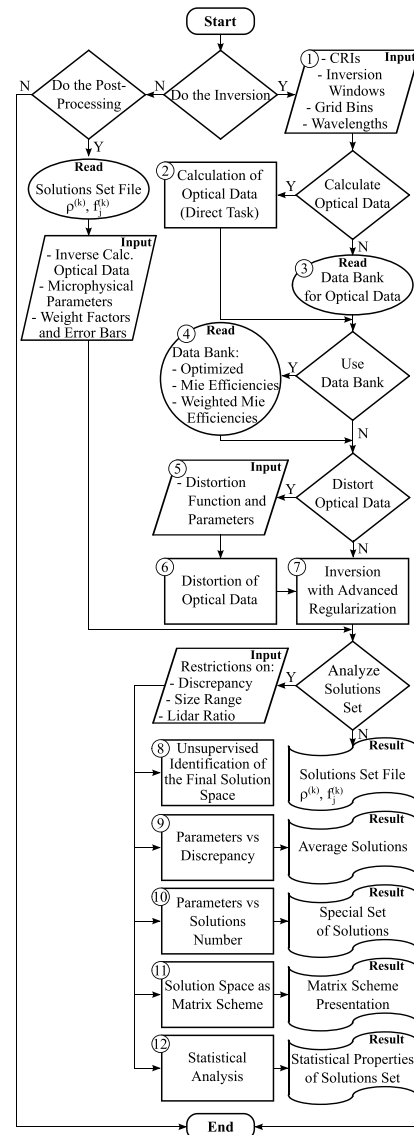 Start
Do the Post-
Processing
N
N
Do the Inversion
Y
1
Input
- CRIs
- Inversion
Windows
- Grid Bins
- Wavelengths
Y
Read
Solutions Set File
ρ(k), fj(k)
2
Calculation of
Optical Data
(Direct Task)
Y
Calculate
Optical Data
N
Input
- Inverse Calc.
Optical Data
- Microphysical
Parameters
- Weight Factors
and Error Bars
3
Read
Data Bank
for Optical Data
4
Read
Data Bank:
- Optimized
- Mie Efficiencies
- Weighted Mie
Efficiencies
Y
Use
Data Bank
N
5
Input
- Distortion
Function and
Parameters
Y
Distort
Optical Data
N
6
Distortion of
Optical Data
7
Inversion
with Advanced
Regularization
Input
Restrictions on:
- Discrepancy
- Size Range
- Lidar Ratio
Y
Analyze
Solutions
Set
N
8
Unsupervised
Identification of
the Final Solution
Space
Result
Solutions Set File
ρ(k), fj(k)
9
Parameters vs
Discrepancy
Result
Average Solutions
10
Parameters vs
Solutions
Number
Result
Special Set
of Solutions
11
Solution Space as
Matrix Scheme
Result
Matrix Scheme
Presentation
12
Statistical
Analysis
Result
Statistical Properties
of Solutions Set
End